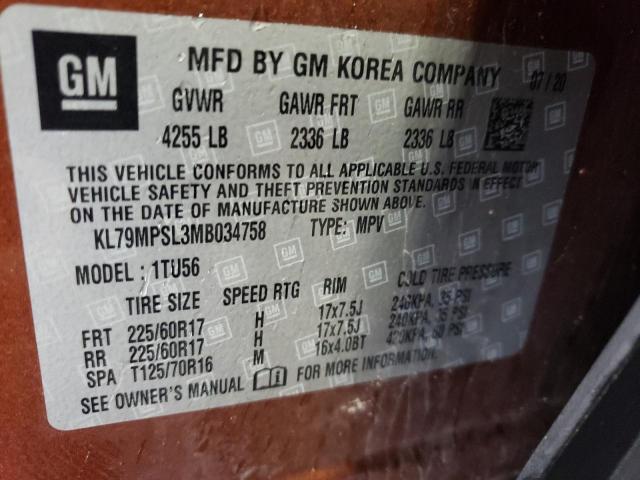 GM
MFD BY GM KOREA COMPANY 07/20
GVWR GAWR FRT GAWR RR
4255 LB 2336 LB 2336 LB
THIS VEHICLE CONFORMS TO ALL APPLICABLE U.S. FEDERAL MOTOR
VEHICLE SAFETY AND THEFT PREVENTION STANDARDS IN EFFECT
ON THE DATE OF MANUFACTURE SHOWN ABOVE.
KL79MPSL3MB034758 TYPE: MPV
MODEL: 1TU56
TIRE SIZE SPEED RTG RIM COLD TIRE PRESSURE
FRT 225/60R17 H 17x7.5J 240KPA, 35 PSI
RR 225/60R17 H 17x7.5J 240KPA, 35 PSI
SPA T125/70R16 M 16x4.0BT 420KPA, 60 PSI
SEE OWNER'S MANUAL FOR MORE INFORMATION.